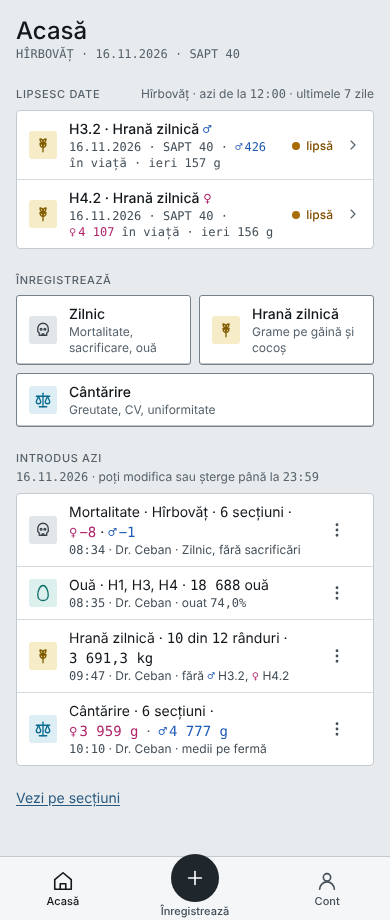 Acasă
HÎRBOVĂȚ · 16.11.2026 · SAPT 40
LIPSESC DATE
Hîrbovăț · azi de la 12:00 · ultimele 7 zile
H3.2 · Hrană zilnică ♂
16.11.2026 · SAPT 40 · ♂426
în viață · ieri 157 g
lipsă
H4.2 · Hrană zilnică ♀
16.11.2026 · SAPT 40 ·
♀4 107 în viață · ieri 156 g
lipsă
ÎNREGISTREAZĂ
Zilnic
Mortalitate,
sacrificare, ouă
Hrană zilnică
Grame pe găină și
cocoș
Cântărire
Greutate, CV, uniformitate
INTRODUS AZI
16.11.2026 · poți modifica sau șterge până la 23:59
Mortalitate · Hîrbovăț · 6 secțiuni ·
♀−8 · ♂−1
08:34 · Dr. Ceban · Zilnic, fără sacrificări
Ouă · H1, H3, H4 · 18 688 ouă
08:35 · Dr. Ceban · ouat 74,0%
Hrană zilnică · 10 din 12 rânduri ·
3 691,3 kg
09:47 · Dr. Ceban · fără ♂ H3.2, ♀ H4.2
Cântărire · 6 secțiuni ·
♀3 959 g · ♂4 777 g
10:10 · Dr. Ceban · medii pe fermă
Vezi pe secțiuni
Acasă
Înregistrează
Cont